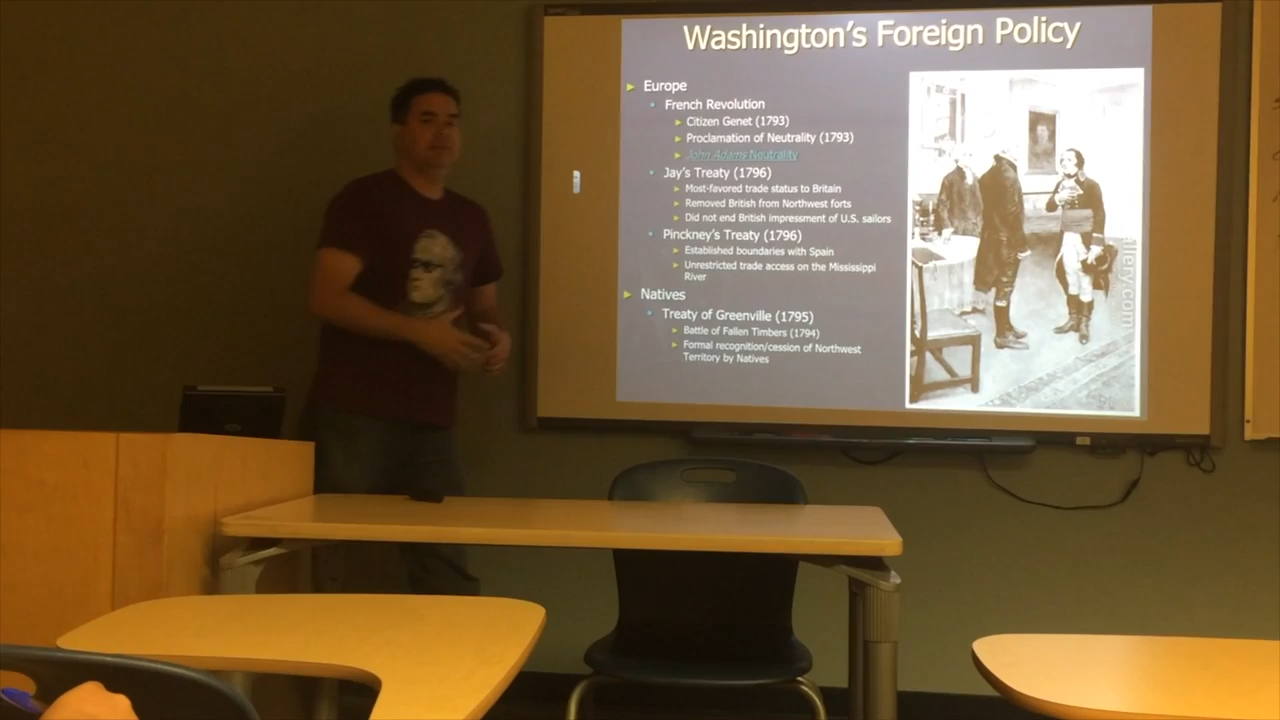 Washington's Foreign Policy
Europe
French Revolution
Citizen Genet (1793)
Proclamation of Neutrality (1793)
John Adams Neutrality
Jay's Treaty (1796)
Most-favored trade status to Britain
Removed British from Northwest forts
Did not end British impressment of U.S. sailors
Pinckney's Treaty (1796)
Established boundaries with Spain
Unrestricted trade access on the Mississippi
River
Natives
Treaty of Greenville (1795)
Battle of Fallen Timbers (1794)
Formal recognition/cession of Northwest
Territory by Natives